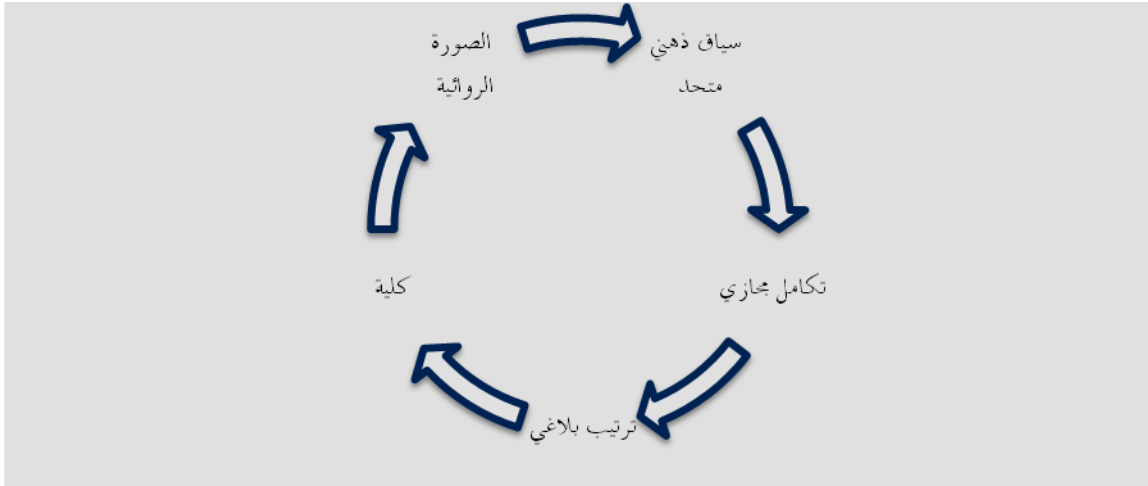 الصورة
الروائية
سياق ذهني
متحد
تكامل مجازي
ترتيب بلاغي
كلية